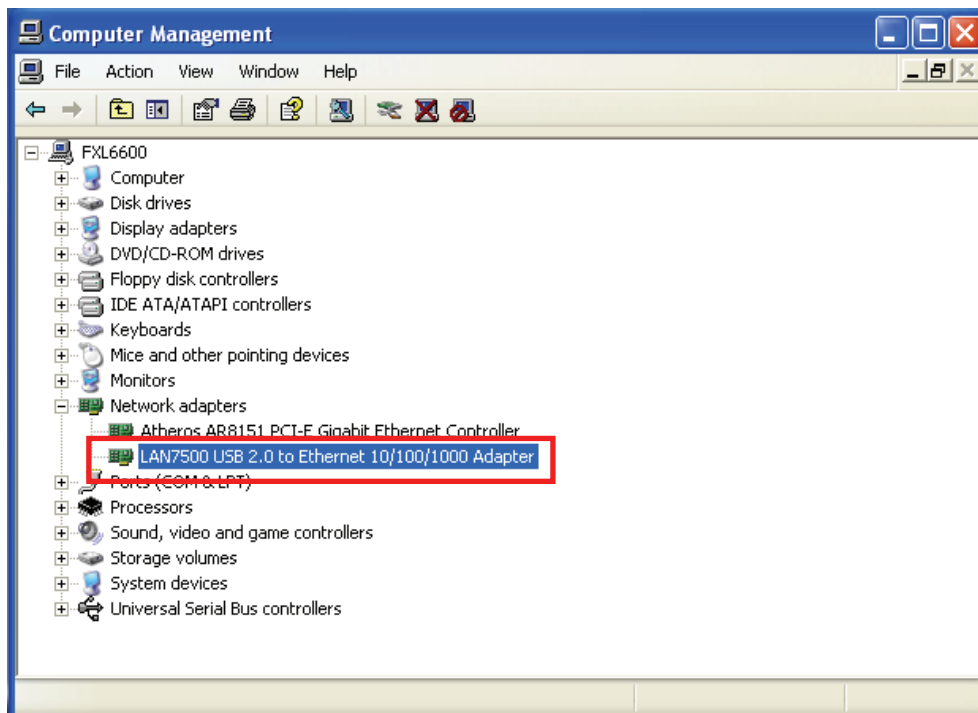 Computer Management
File Action View Window Help
FXL6600
Computer
Disk drives
Display adapters
DVD/CD-ROM drives
Floppy disk controllers
IDE ATA/ATAPI controllers
Keyboards
Mice and other pointing devices
Monitors
Network adapters
Atheros AR8151 PCI-E Gigabit Ethernet Controller
LAN7500 USB 2.0 to Ethernet 10/100/1000 Adapter
Ports (COM & LPT)
Processors
Sound, video and game controllers
Storage volumes
System devices
Universal Serial Bus controllers